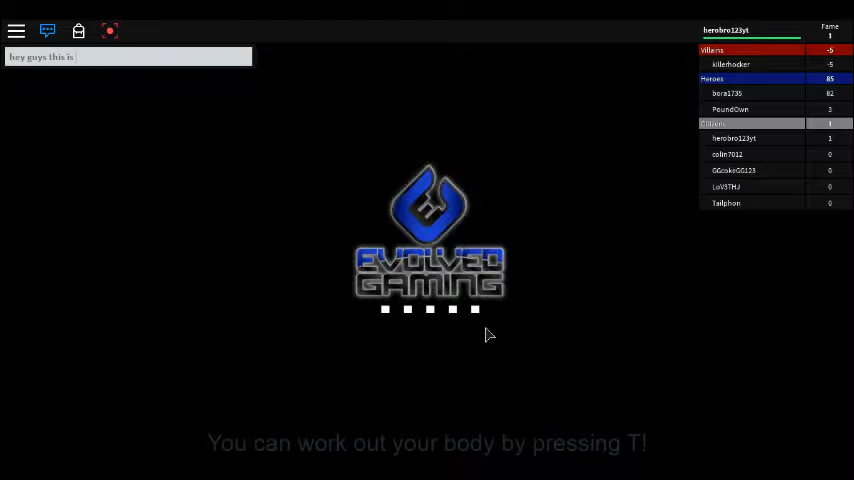 herobro123yt Fame
1
Villains -5
killerhocker -5
Heroes 85
bora1735 82
PoundOwn 3
Citizens 1
herobro123yt 1
colin7012 0
GGcokeGG123 0
LoV3THJ 0
Tailphon 0
hey guys this is
EVOLVED
GAMING
You can work out your body by pressing T!